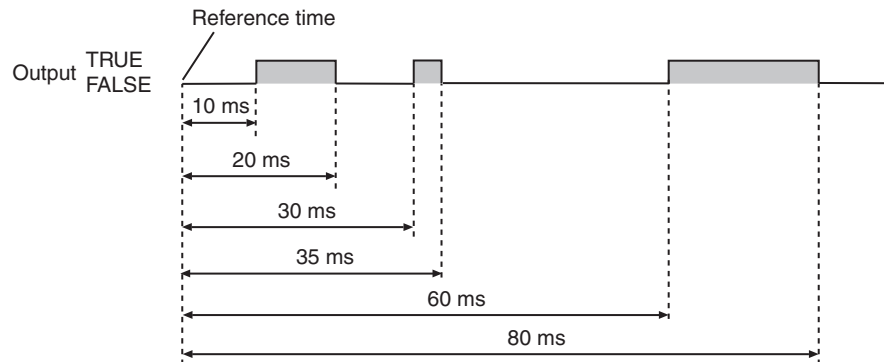 Reference time
Output TRUE
FALSE
10 ms
20 ms
30 ms
35 ms
60 ms
80 ms